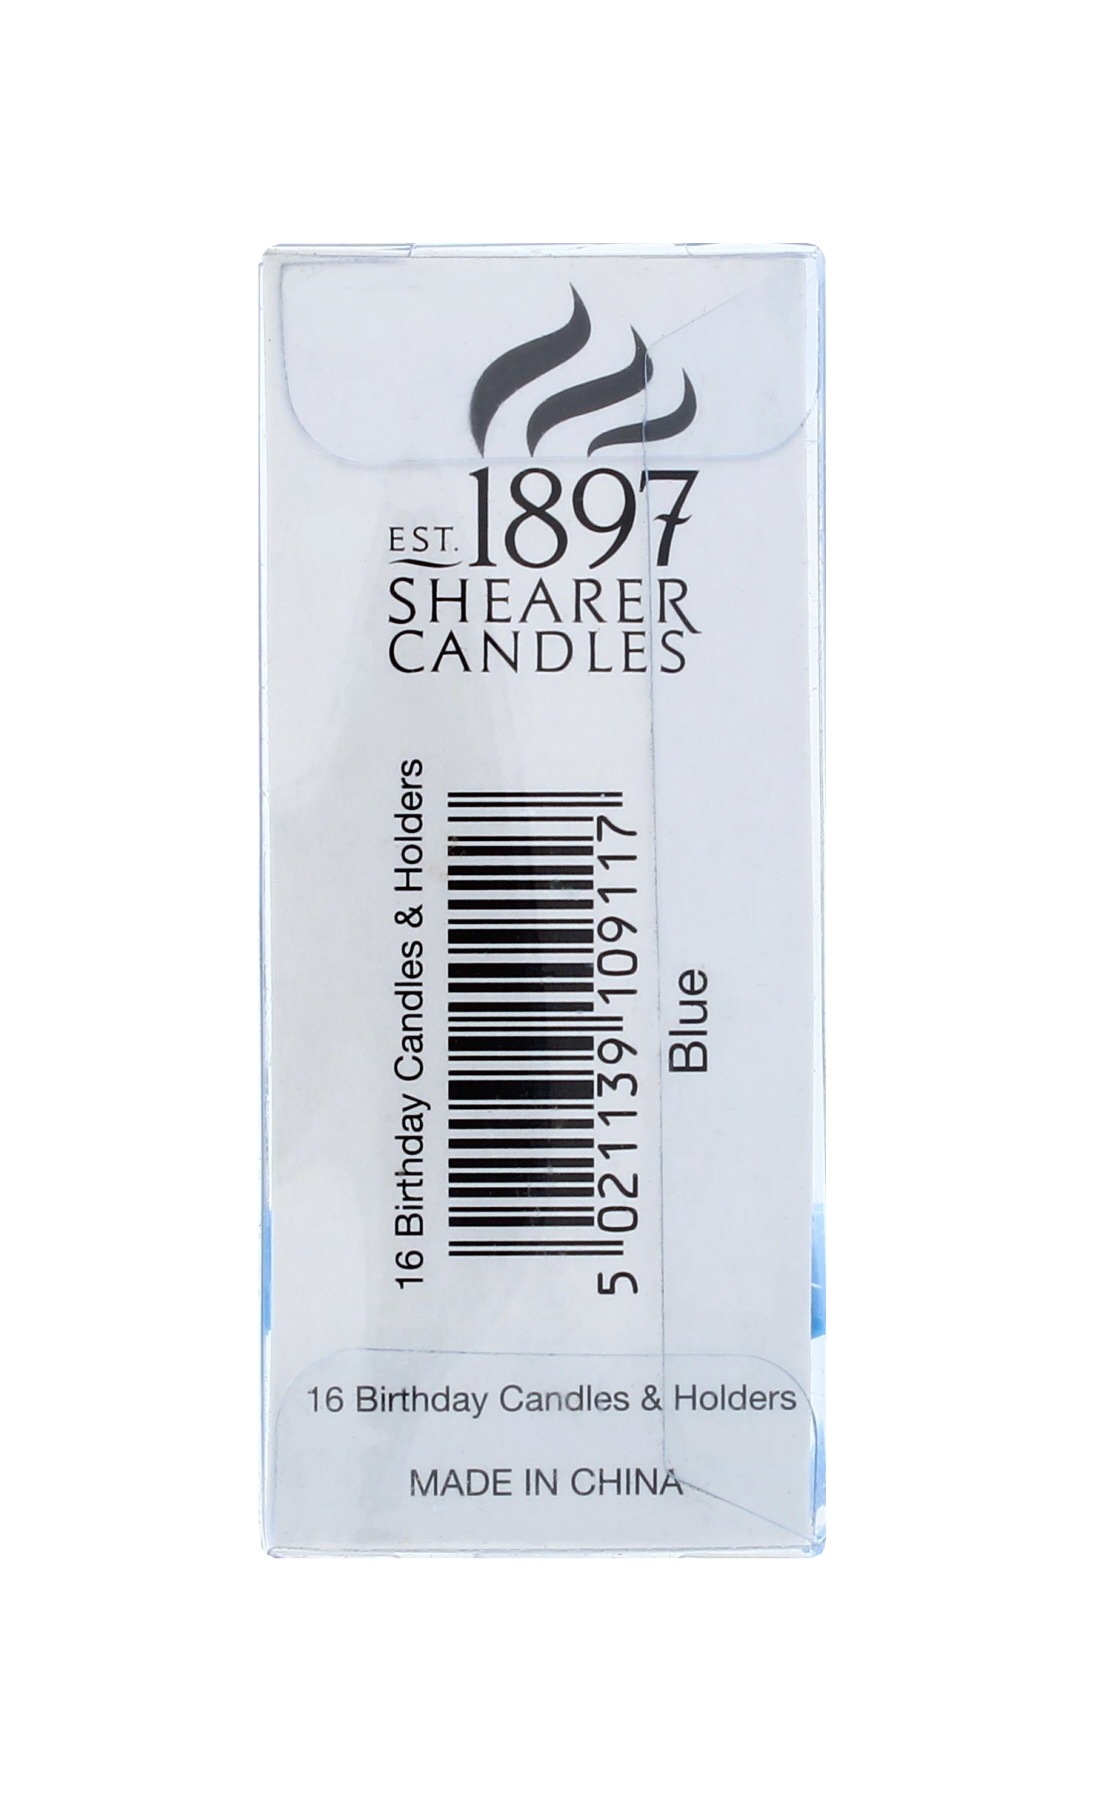 EST. 1897
SHEARER
CANDLES
16 Birthday Candles & Holders
5 021139 109117
Blue
16 Birthday Candles & Holders
MADE IN CHINA